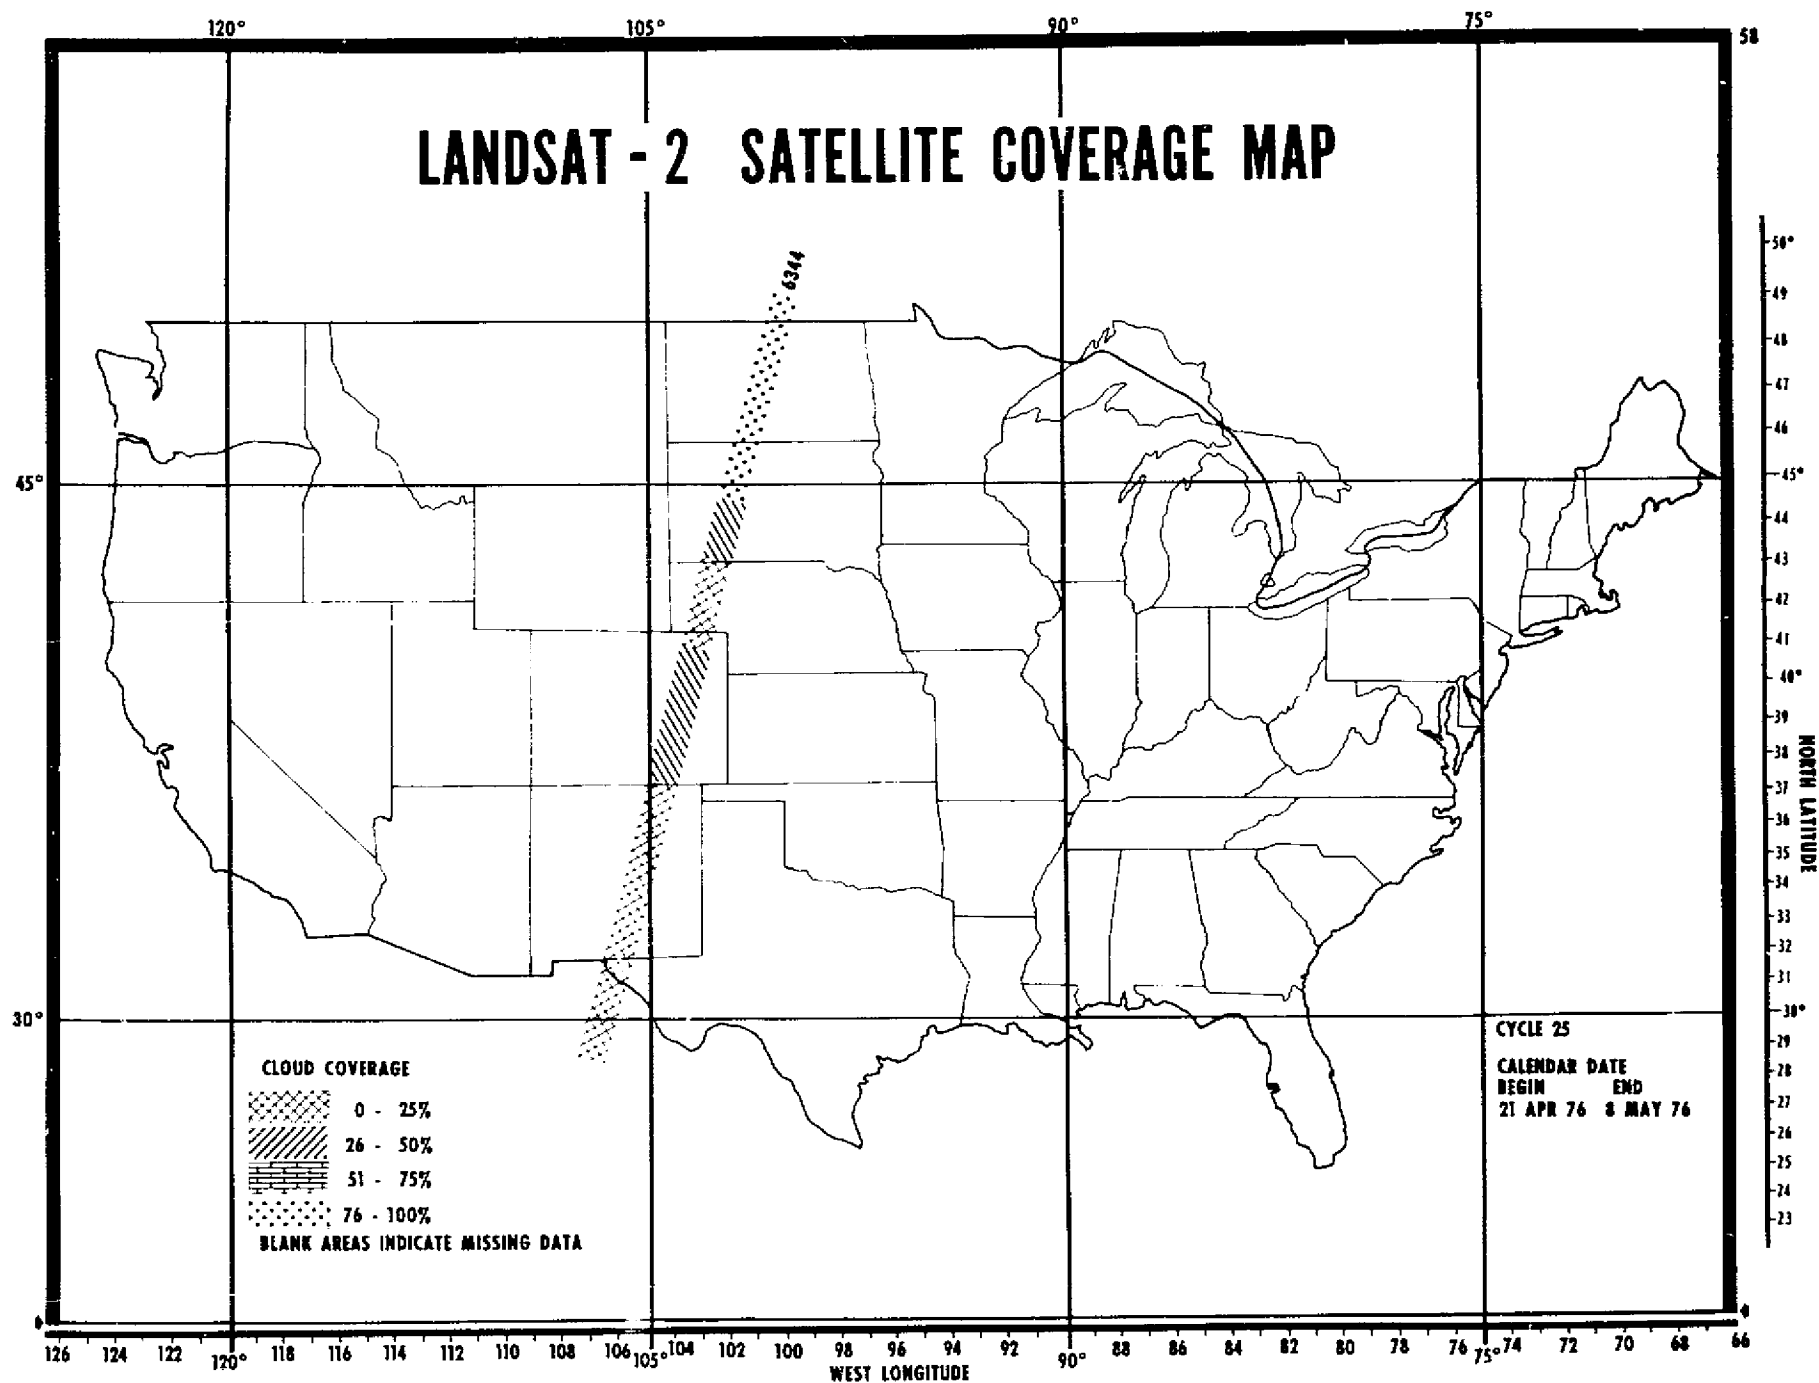 120° 105° 90° 75°
58
LANDSAT - 2 SATELLITE COVERAGE MAP
6344
50°
49
48
47
46
45°
45°
44
43
42
41
40°
39
38
37
36
35
34
33
32
31
30°
30°
29
28
27
26
25
24
23
NORTH LATITUDE
CYCLE 25
CALENDAR DATE
BEGIN END
21 APR 76 8 MAY 76
CLOUD COVERAGE
0 - 25%
26 - 50%
51 - 75%
76 - 100%
BLANK AREAS INDICATE MISSING DATA
126 124 122 120° 118 116 114 112 110 108 106 105° 104 102 100 98 96 94 92 90° 88 86 84 82 80 78 76 75° 74 72 70 68 66
WEST LONGITUDE